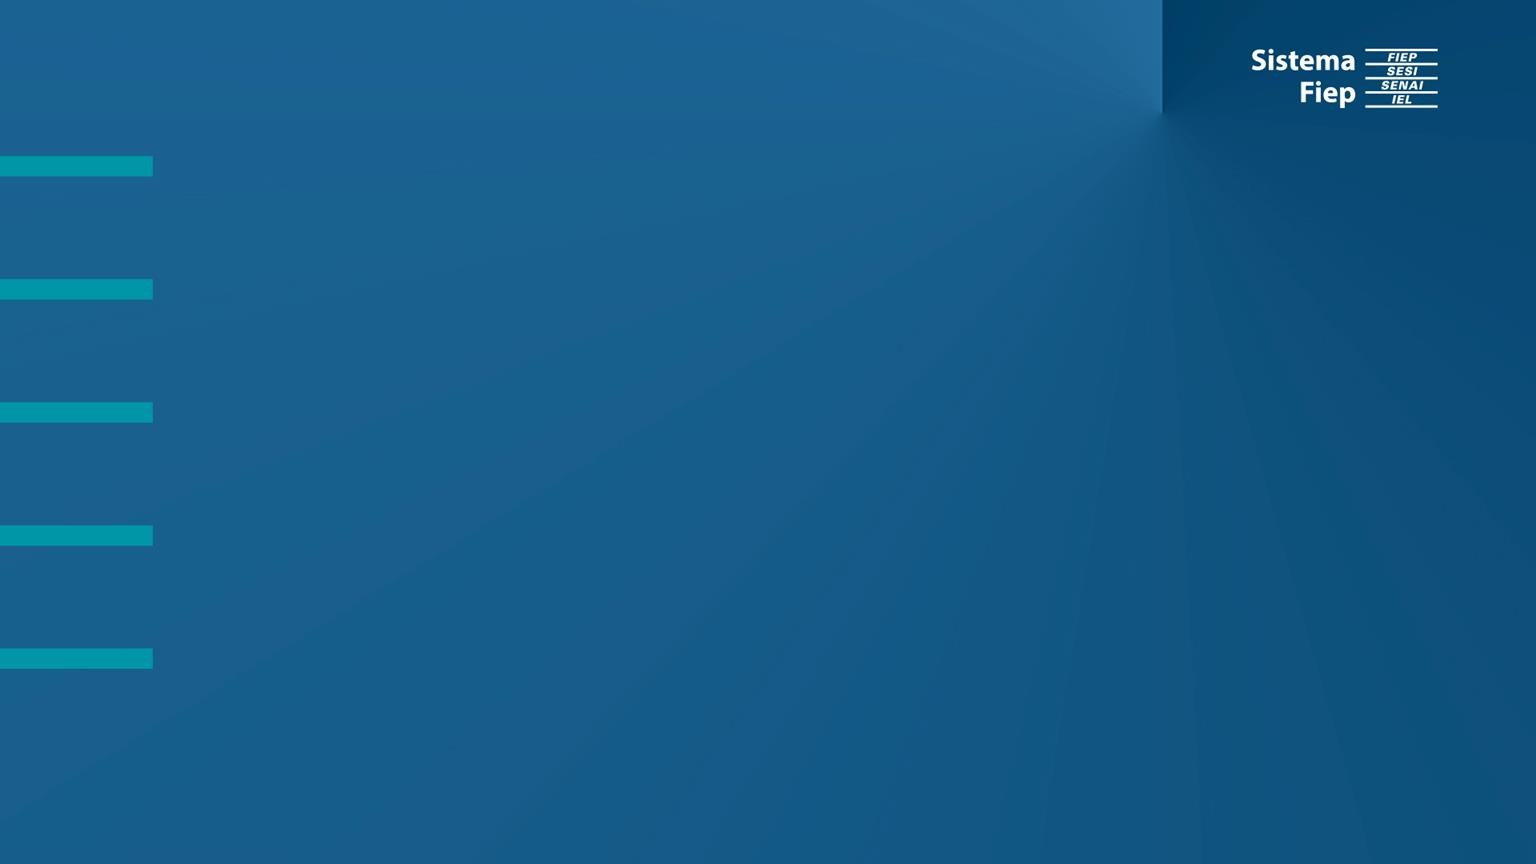 Sistema
Fiep
FIEP
SESI
SENAI
IEL